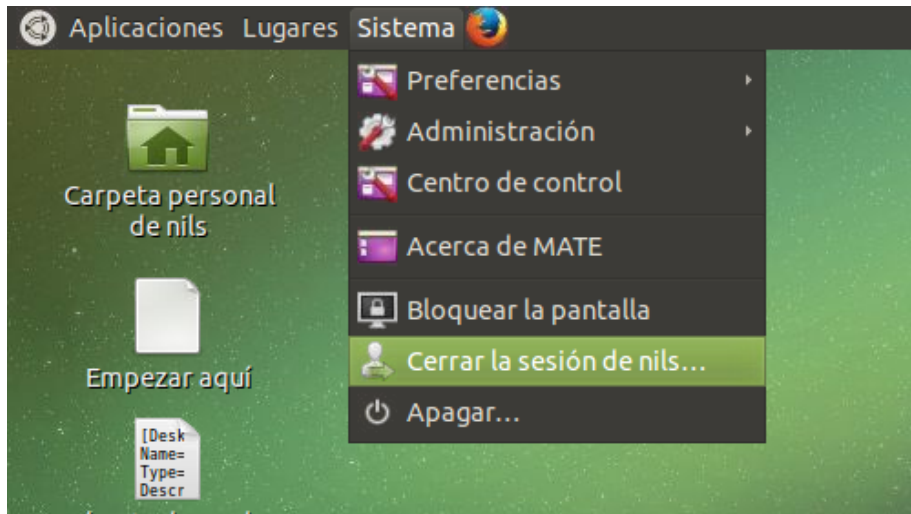 Aplicaciones Lugares Sistema
Preferencias
Administración
Centro de control
Acerca de MATE
Bloquear la pantalla
Cerrar la sesión de nils...
Apagar...
Carpeta personal
de nils
Empezar aquí
[Desk
Name=
Type=
Descr